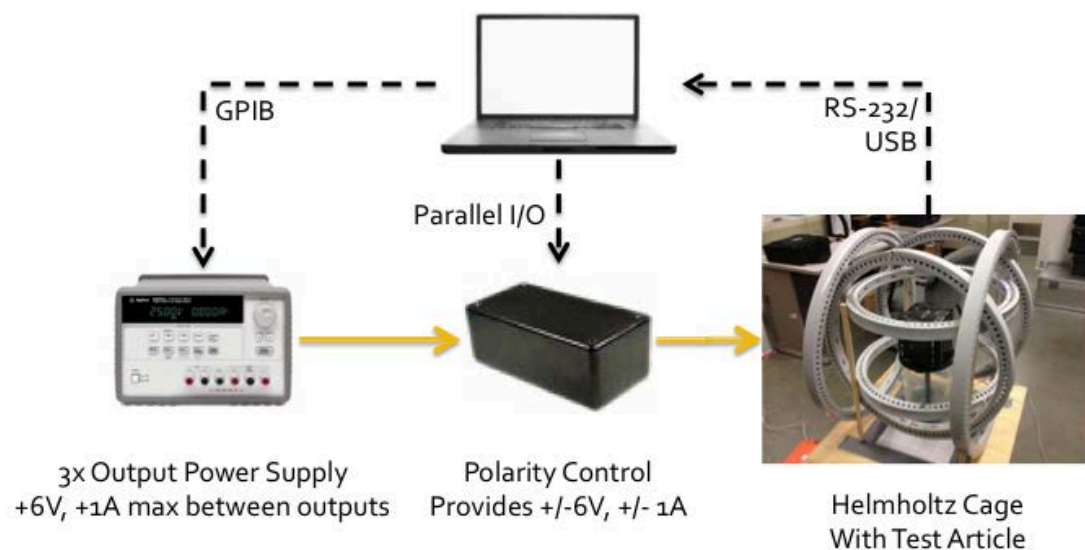 GPIB
RS-232/
USB
Parallel I/O
3x Output Power Supply
+6V, +1A max between outputs
Polarity Control
Provides +/-6V, +/- 1A
Helmholtz Cage
With Test Article